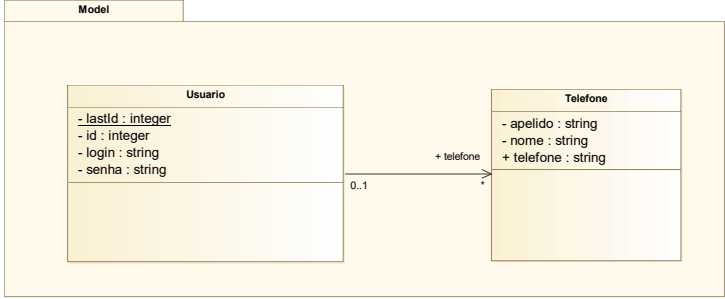 Model
Usuario
- lastId : integer
- id : integer
- login : string
- senha : string
Telefone
- apelido : string
- nome : string
+ telefone : string
+ telefone
0..1
*